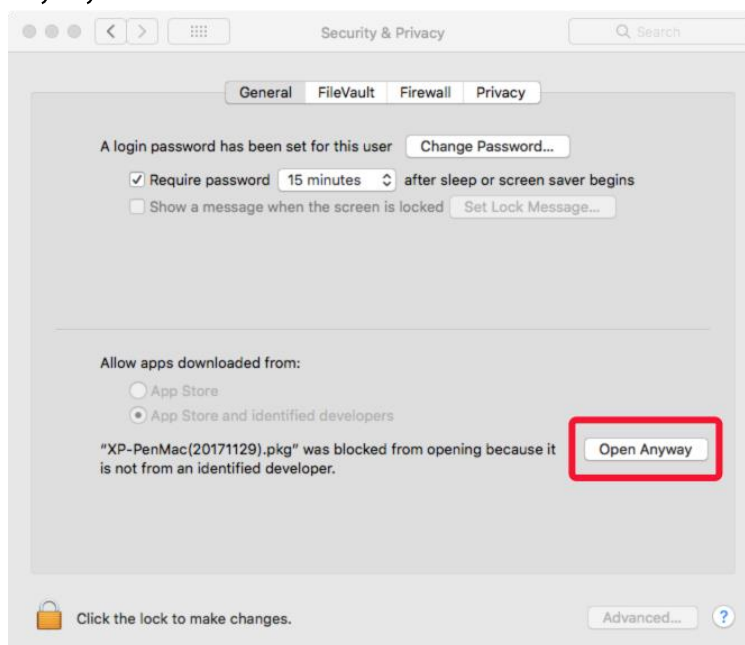 Security & Privacy
Search
General FileVault Firewall Privacy
A login password has been set for this user Change Password...
Require password 15 minutes after sleep or screen saver begins
Show a message when the screen is locked Set Lock Message...
Allow apps downloaded from:
App Store
App Store and identified developers
"XP-PenMac(20171129).pkg" was blocked from opening because it Open Anyway
is not from an identified developer.
Click the lock to make changes.
Advanced... ?